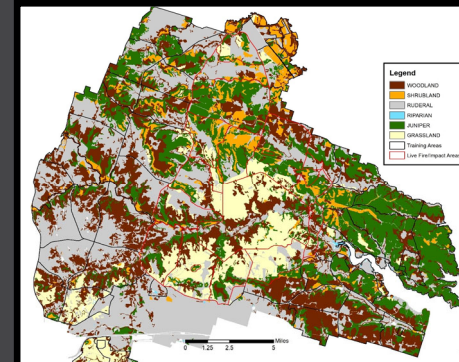 Legend
WOODLAND
SHRUBLAND
RUDERAL
RIPARIAN
JUNIPER
GRASSLAND
Training Areas
Live Fire/Impact Areas
Miles
0 1.25 2.5 5